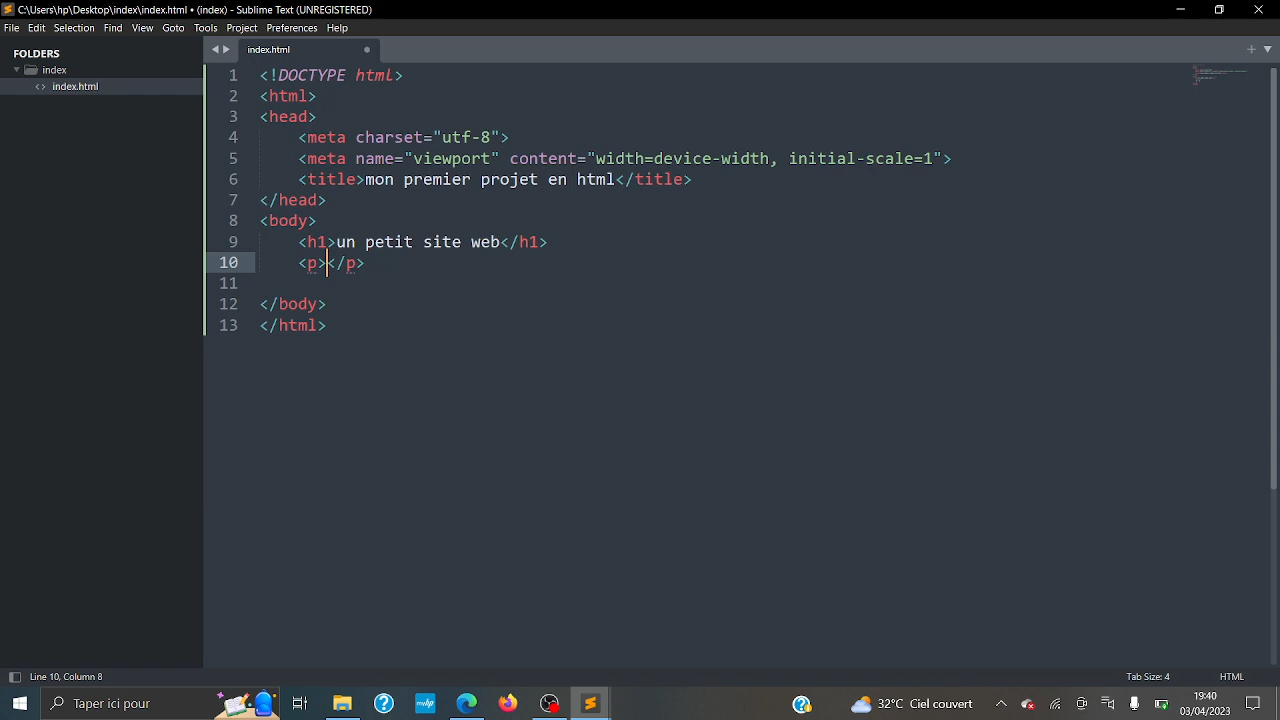 C:\Users\hp\Desktop\index\index.html • (index) - Sublime Text (UNREGISTERED)
File Edit Selection Find View Goto Tools Project Preferences Help
FOLDERS
index
index.html
index.html
1 <!DOCTYPE html>
2 <html>
3 <head>
4 <meta charset="utf-8">
5 <meta name="viewport" content="width=device-width, initial-scale=1">
6 <title>mon premier projet en html</title>
7 </head>
8 <body>
9 <h1>un petit site web</h1>
10 <p></p>
11
12 </body>
13 </html>
Line 10, Column 8
Tab Size: 4
HTML
Taper ici pour
myhp
32°C Ciel couvert
19:40
03/04/2023